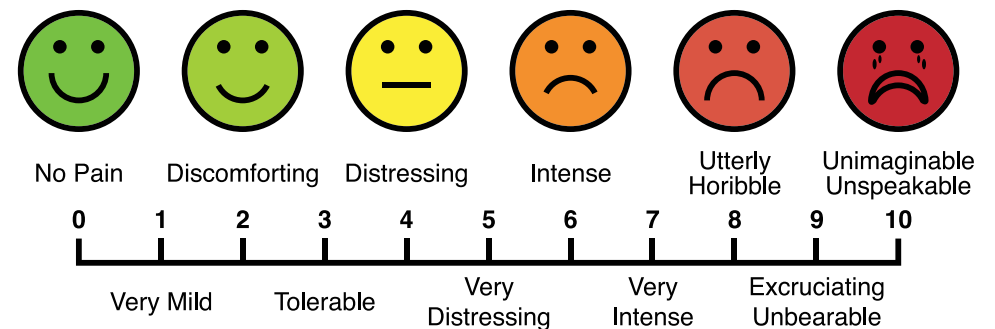 No Pain
Discomforting
Distressing
Intense
Utterly
Horibble
Unimaginable
Unspeakable
0 1 2 3 4 5 6 7 8 9 10
Very Mild
Tolerable
Very
Distressing
Very
Intense
Excruciating
Unbearable